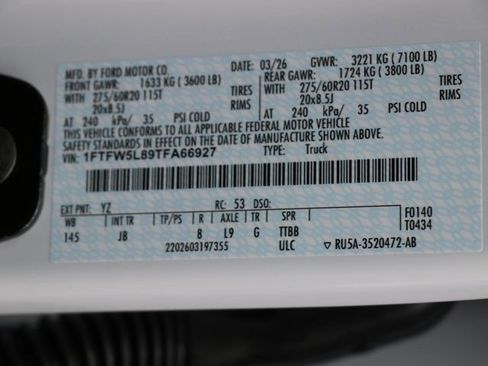 MFD. BY FORD MOTOR CO. DATE: 03/26 GVWR: 3221 KG (7100 LB)
FRONT GAWR: 1633 KG (3600 LB) REAR GAWR: 1724 KG (3800 LB)
WITH 275/60R20 115T TIRES WITH 275/60R20 115T TIRES
20x8.5J RIMS 20x8.5J RIMS
AT 240 kPa/ 35 PSI COLD AT 240 kPa/ 35 PSI COLD
THIS VEHICLE CONFORMS TO ALL APPLICABLE FEDERAL MOTOR VEHICLE
SAFETY STANDARDS IN EFFECT ON THE DATE OF MANUFACTURE SHOWN ABOVE.
VIN: 1FTFW5L89TFA66927 TYPE: Truck
EXT PNT: YZ RC: 53 DSO:
WB INT TR TP/PS R AXLE TR SPR F0140
145 JB 8 L9 G TTBB T0434
2202603197355 ULC ▽ RU5A-3520472-AB